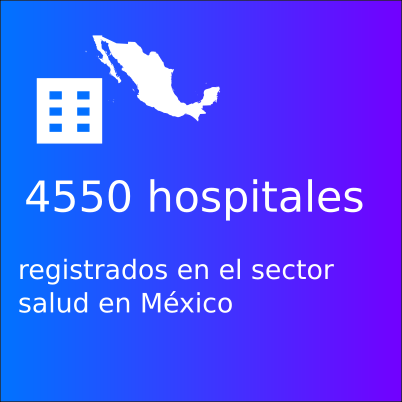 4550 hospitales
registrados en el sector
salud en México